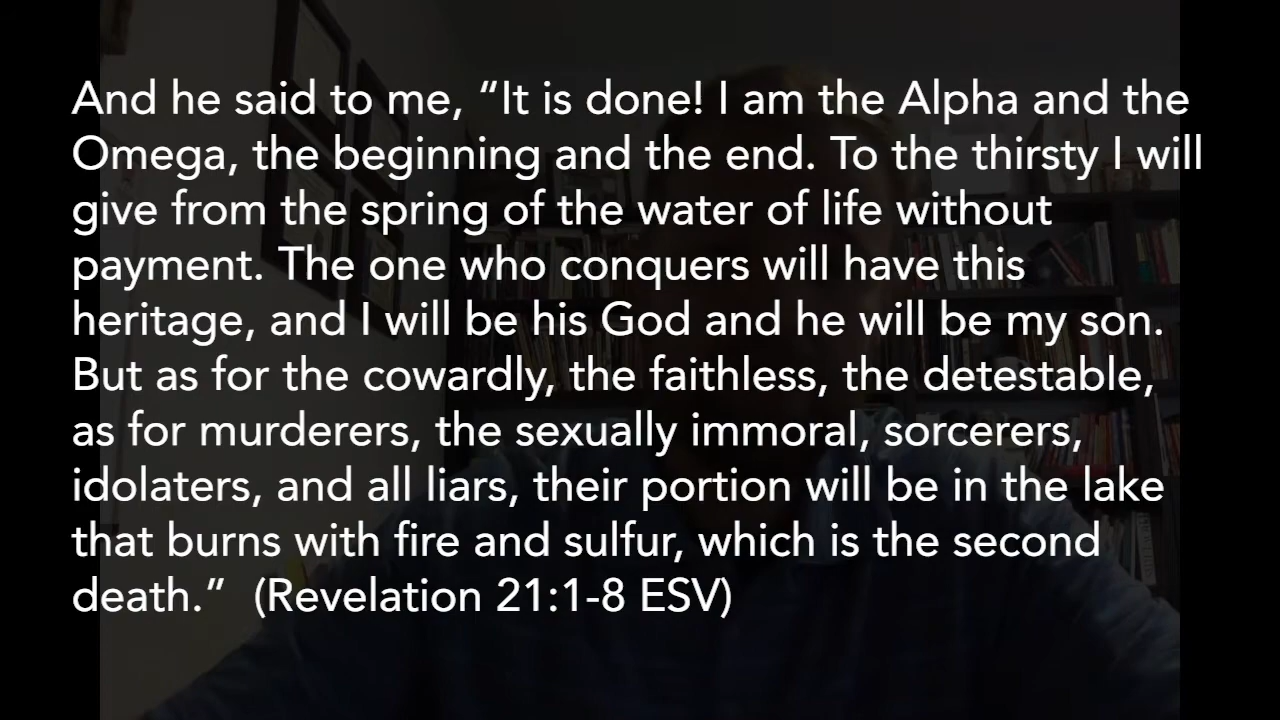 And he said to me, “It is done! I am the Alpha and the
Omega, the beginning and the end. To the thirsty I will
give from the spring of the water of life without
payment. The one who conquers will have this
heritage, and I will be his God and he will be my son.
But as for the cowardly, the faithless, the detestable,
as for murderers, the sexually immoral, sorcerers,
idolaters, and all liars, their portion will be in the lake
that burns with fire and sulfur, which is the second
death.”  (Revelation 21:1-8 ESV)